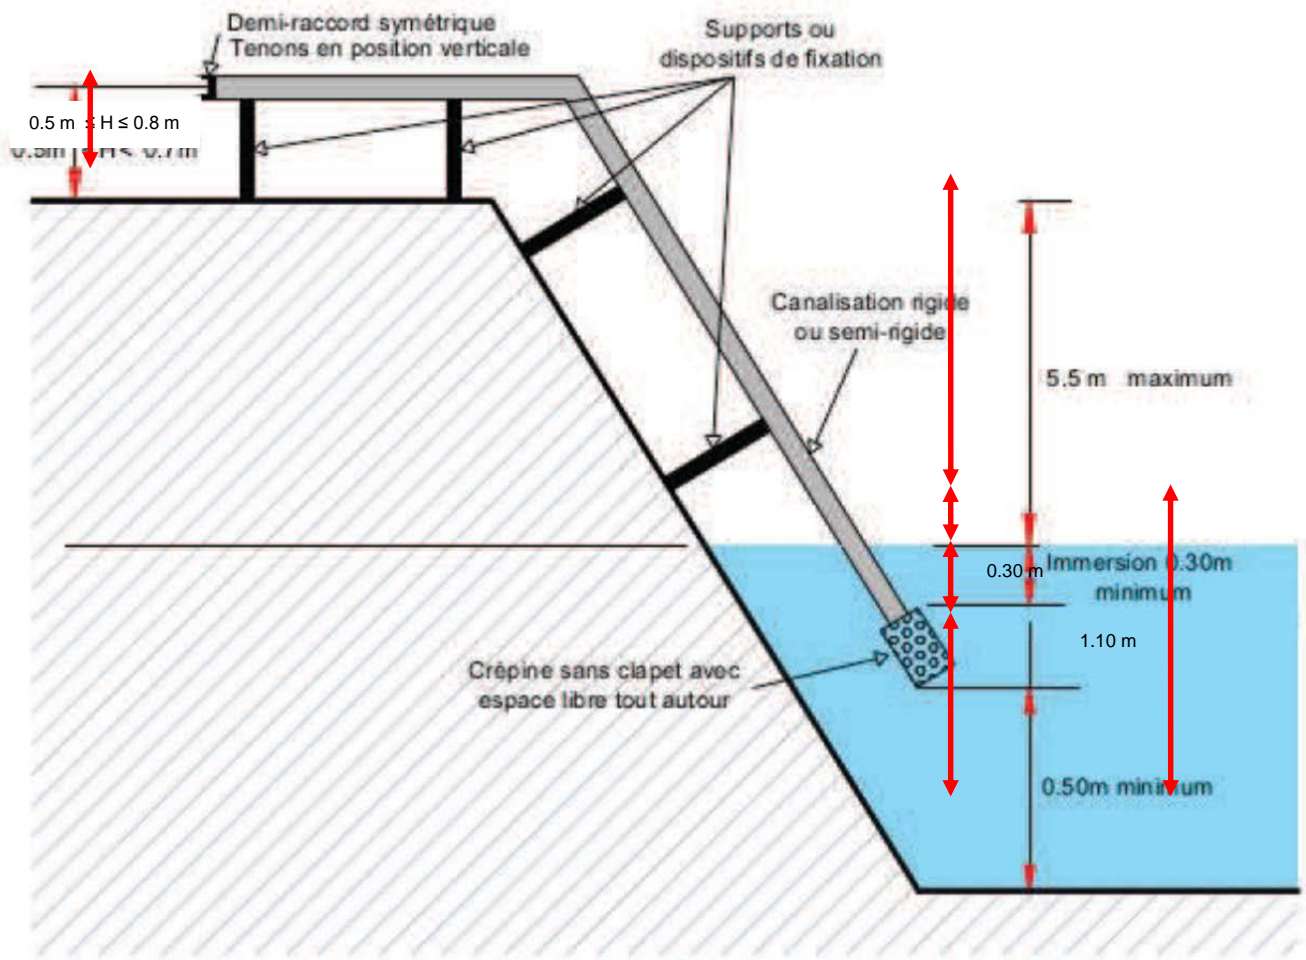 Demi-raccord symétrique
Tenons en position verticale
Supports ou
dispositifs de fixation
0.5 m ≤ H ≤ 0.8 m
Canalisation rigide
ou semi-rigide
5.5 m maximum
0.30 m
Immersion 0.30m
minimum
1.10 m
Crépine sans clapet avec
espace libre tout autour
0.50m minimum